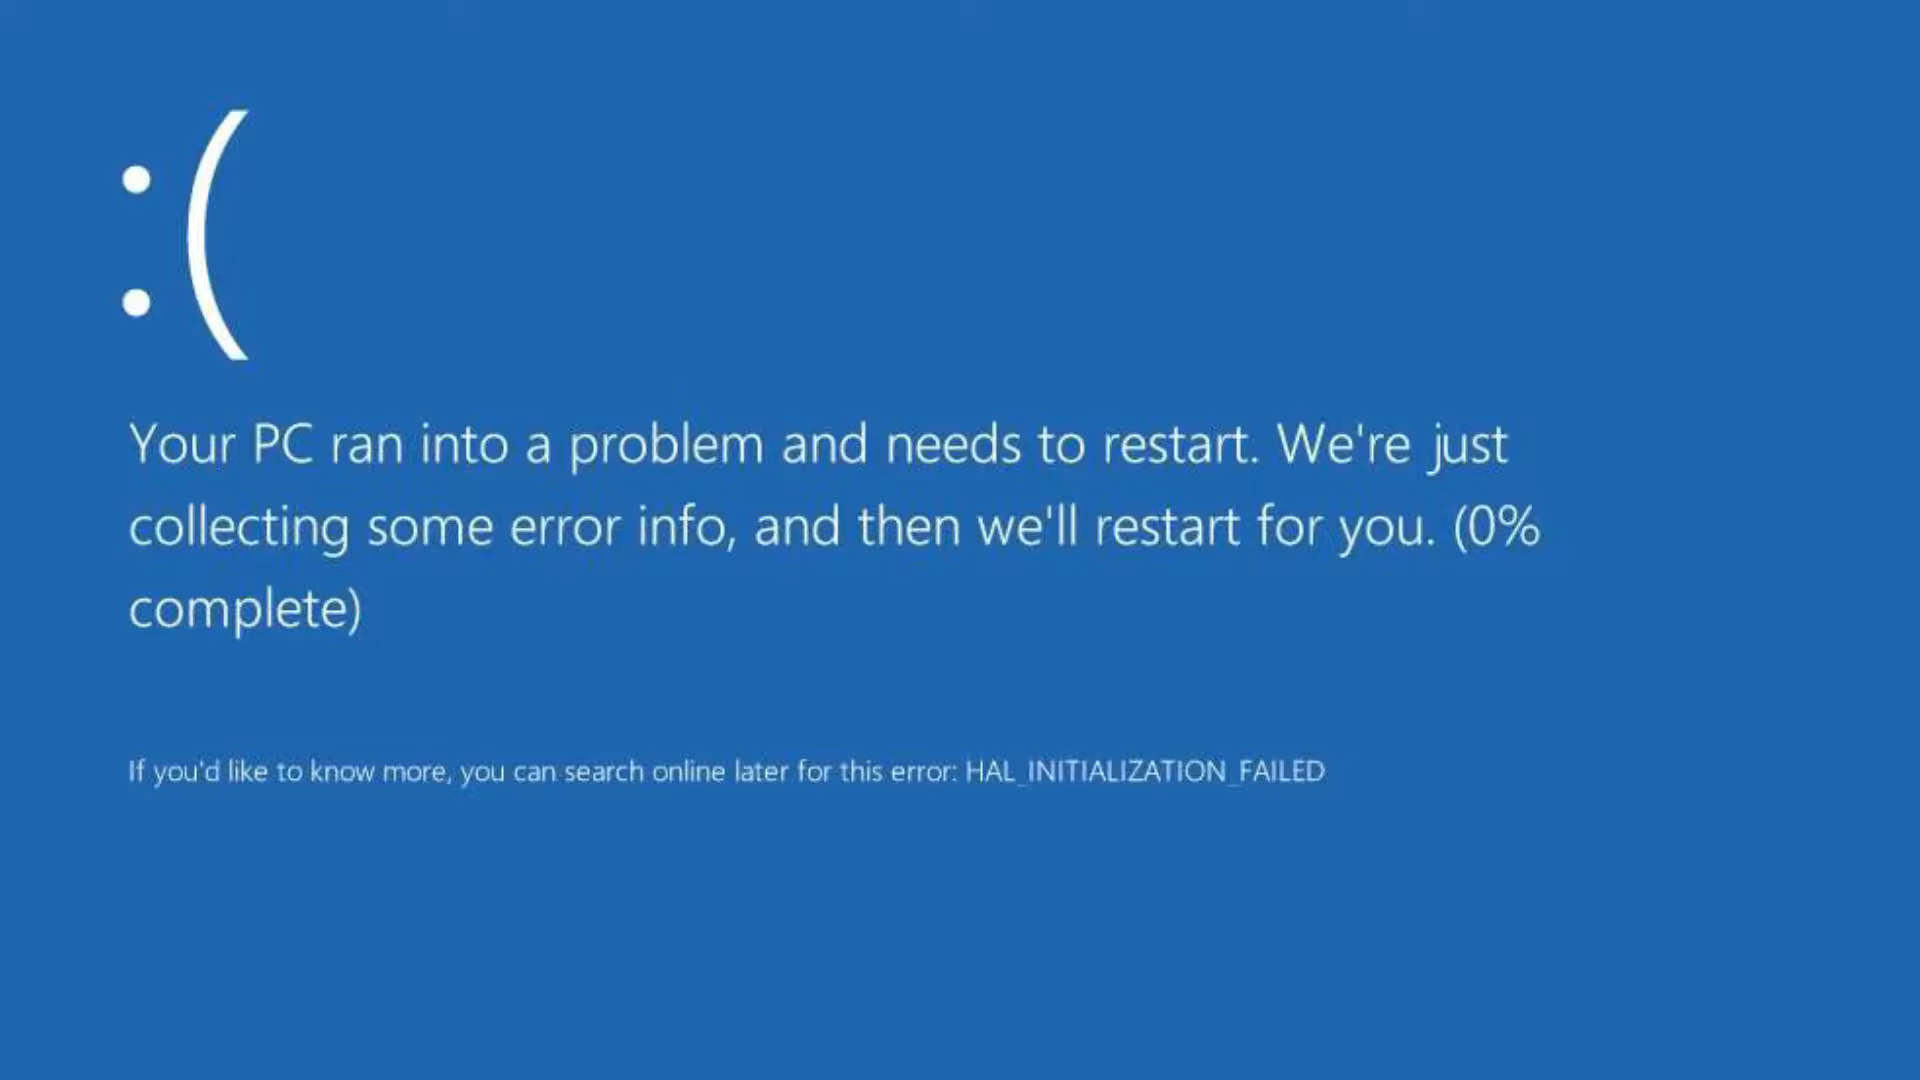 :(
Your PC ran into a problem and needs to restart. We're just
collecting some error info, and then we'll restart for you. (0%
complete)
If you'd like to know more, you can search online later for this error: HAL_INITIALIZATION_FAILED